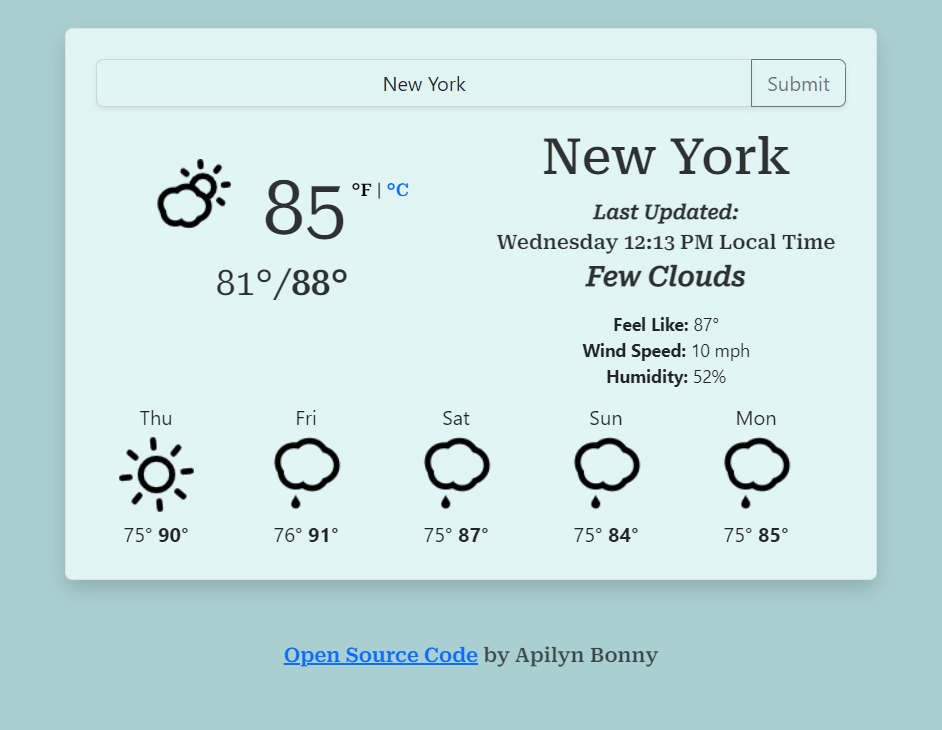 New York
Submit
85 °F | °C
81°/88°
New York
Last Updated:
Wednesday 12:13 PM Local Time
Few Clouds
Feel Like: 87°
Wind Speed: 10 mph
Humidity: 52%
Thu Fri Sat Sun Mon
75° 90° 76° 91° 75° 87° 75° 84° 75° 85°
Open Source Code by Apilyn Bonny